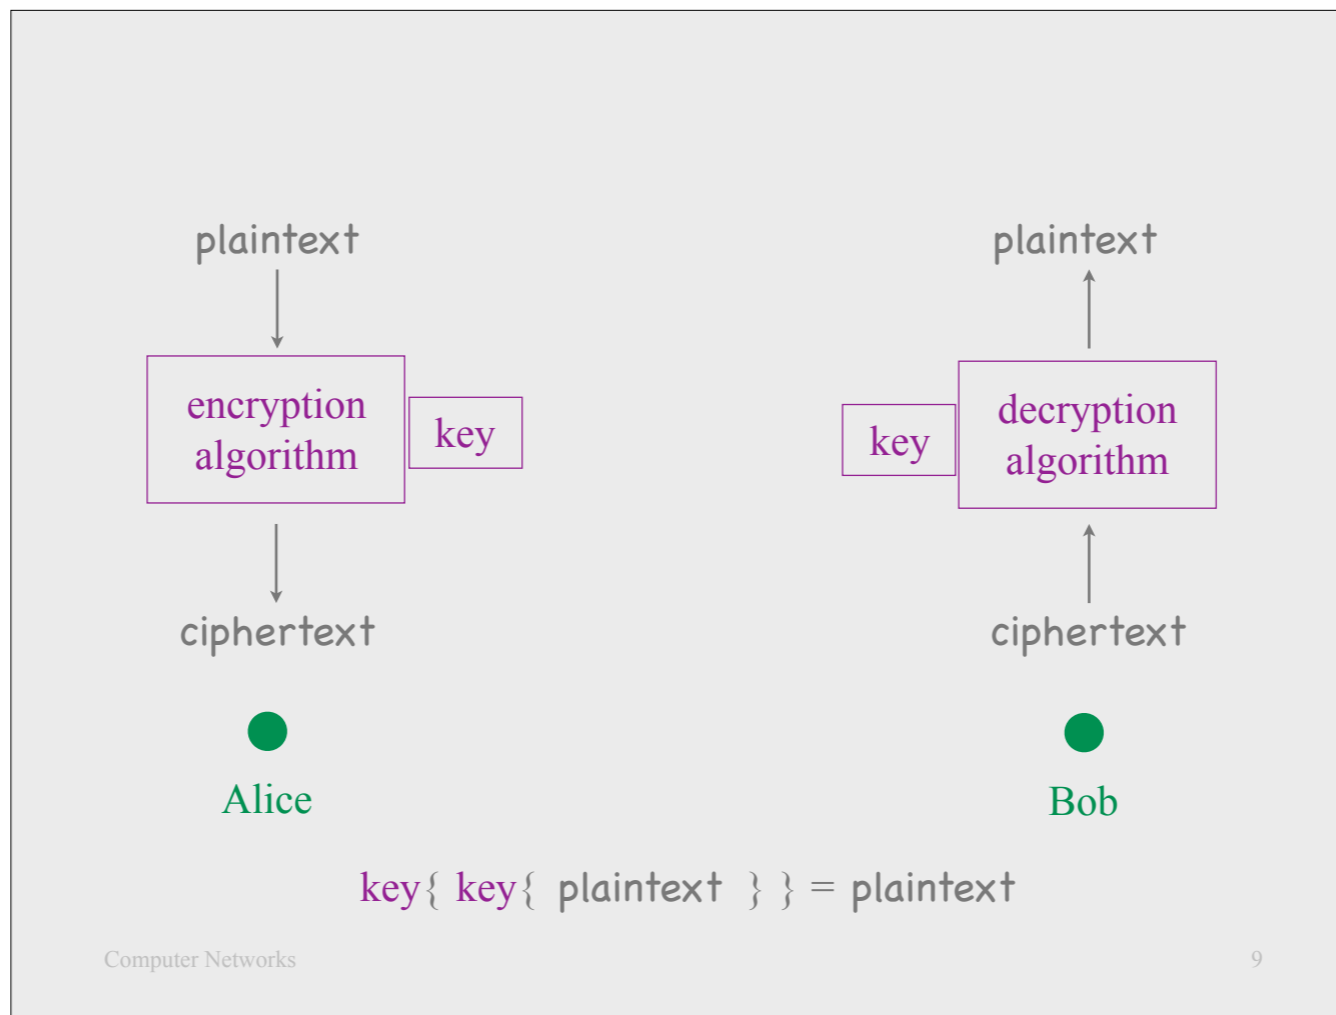 plaintext
encryption
algorithm
key
ciphertext
Alice
plaintext
key
decryption
algorithm
ciphertext
Bob
key{ key{ plaintext } } = plaintext
Computer Networks
9